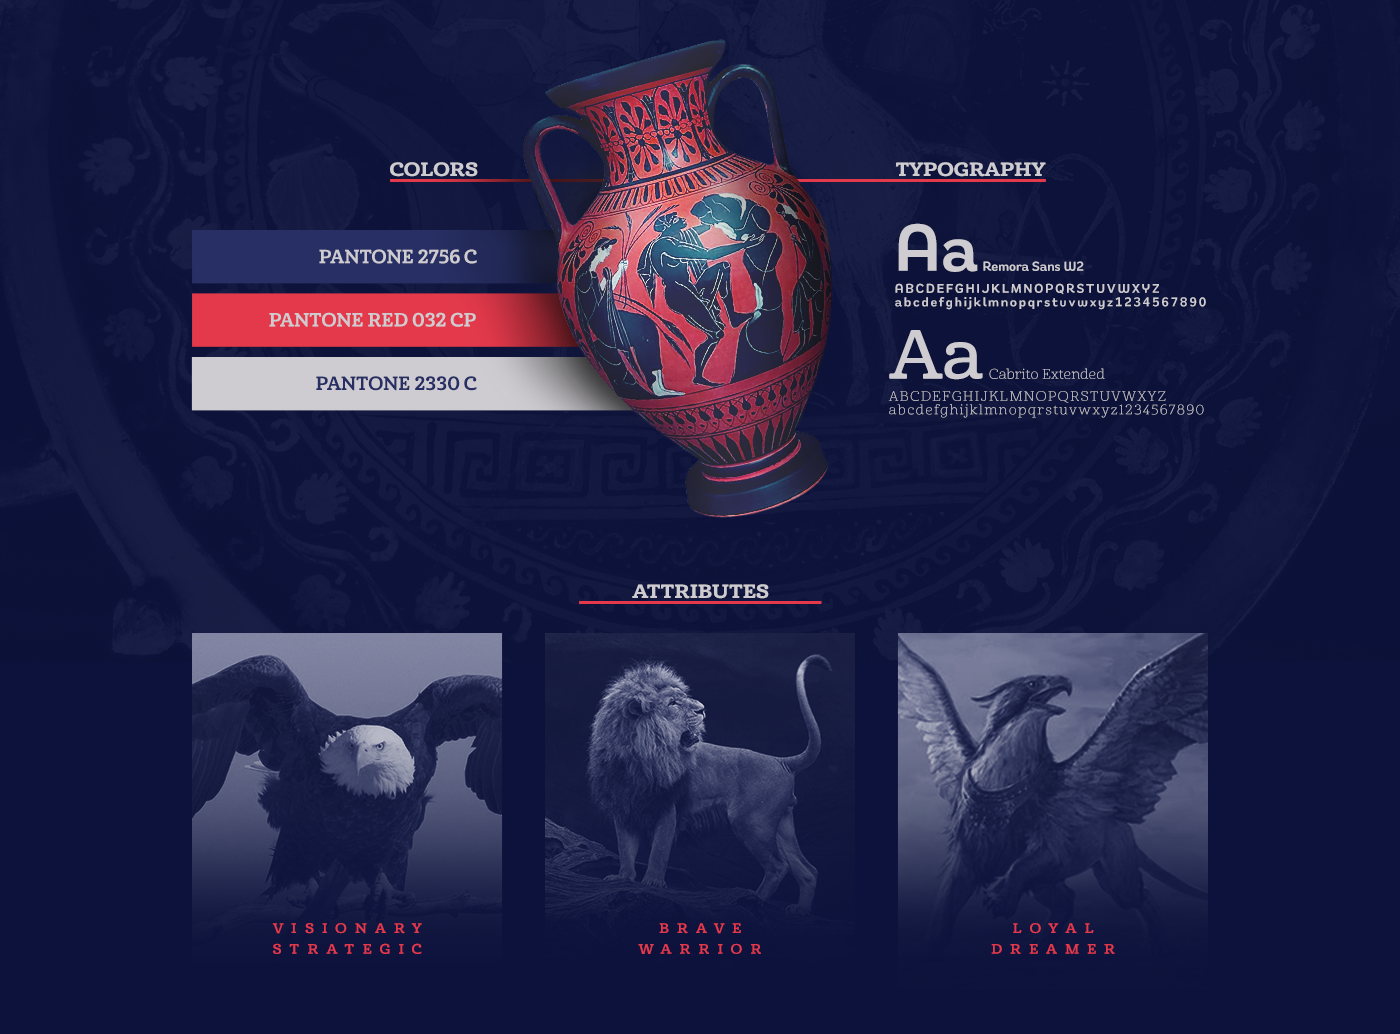 COLORS
PANTONE 2756 C
PANTONE RED 032 CP
PANTONE 2330 C
TYPOGRAPHY
Aa Remora Sans W2
ABCDEFGHIJKLMNOPQRSTUVWXYZ
abcdefghijklmnopqrstuvwxyz1234567890
Aa Cabrito Extended
ABCDEFGHIJKLMNOPQRSTUVWXYZ
abcdefghijklmnopqrstuvwxyz1234567890
ATTRIBUTES
VISIONARY
STRATEGIC
BRAVE
WARRIOR
LOYAL
DREAMER